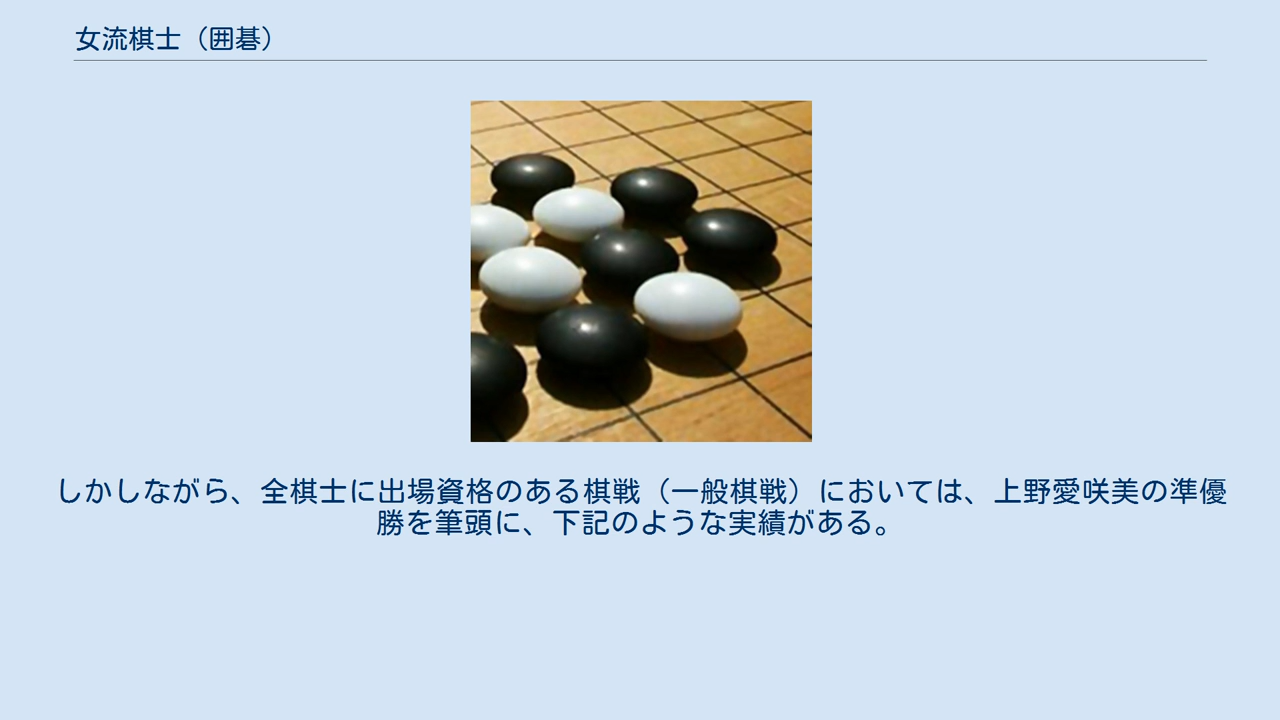 女流棋士（囲碁）
しかしながら、全棋士に出場資格のある棋戦（一般棋戦）においては、上野愛咲美の準優
勝を筆頭に、下記のような実績がある。